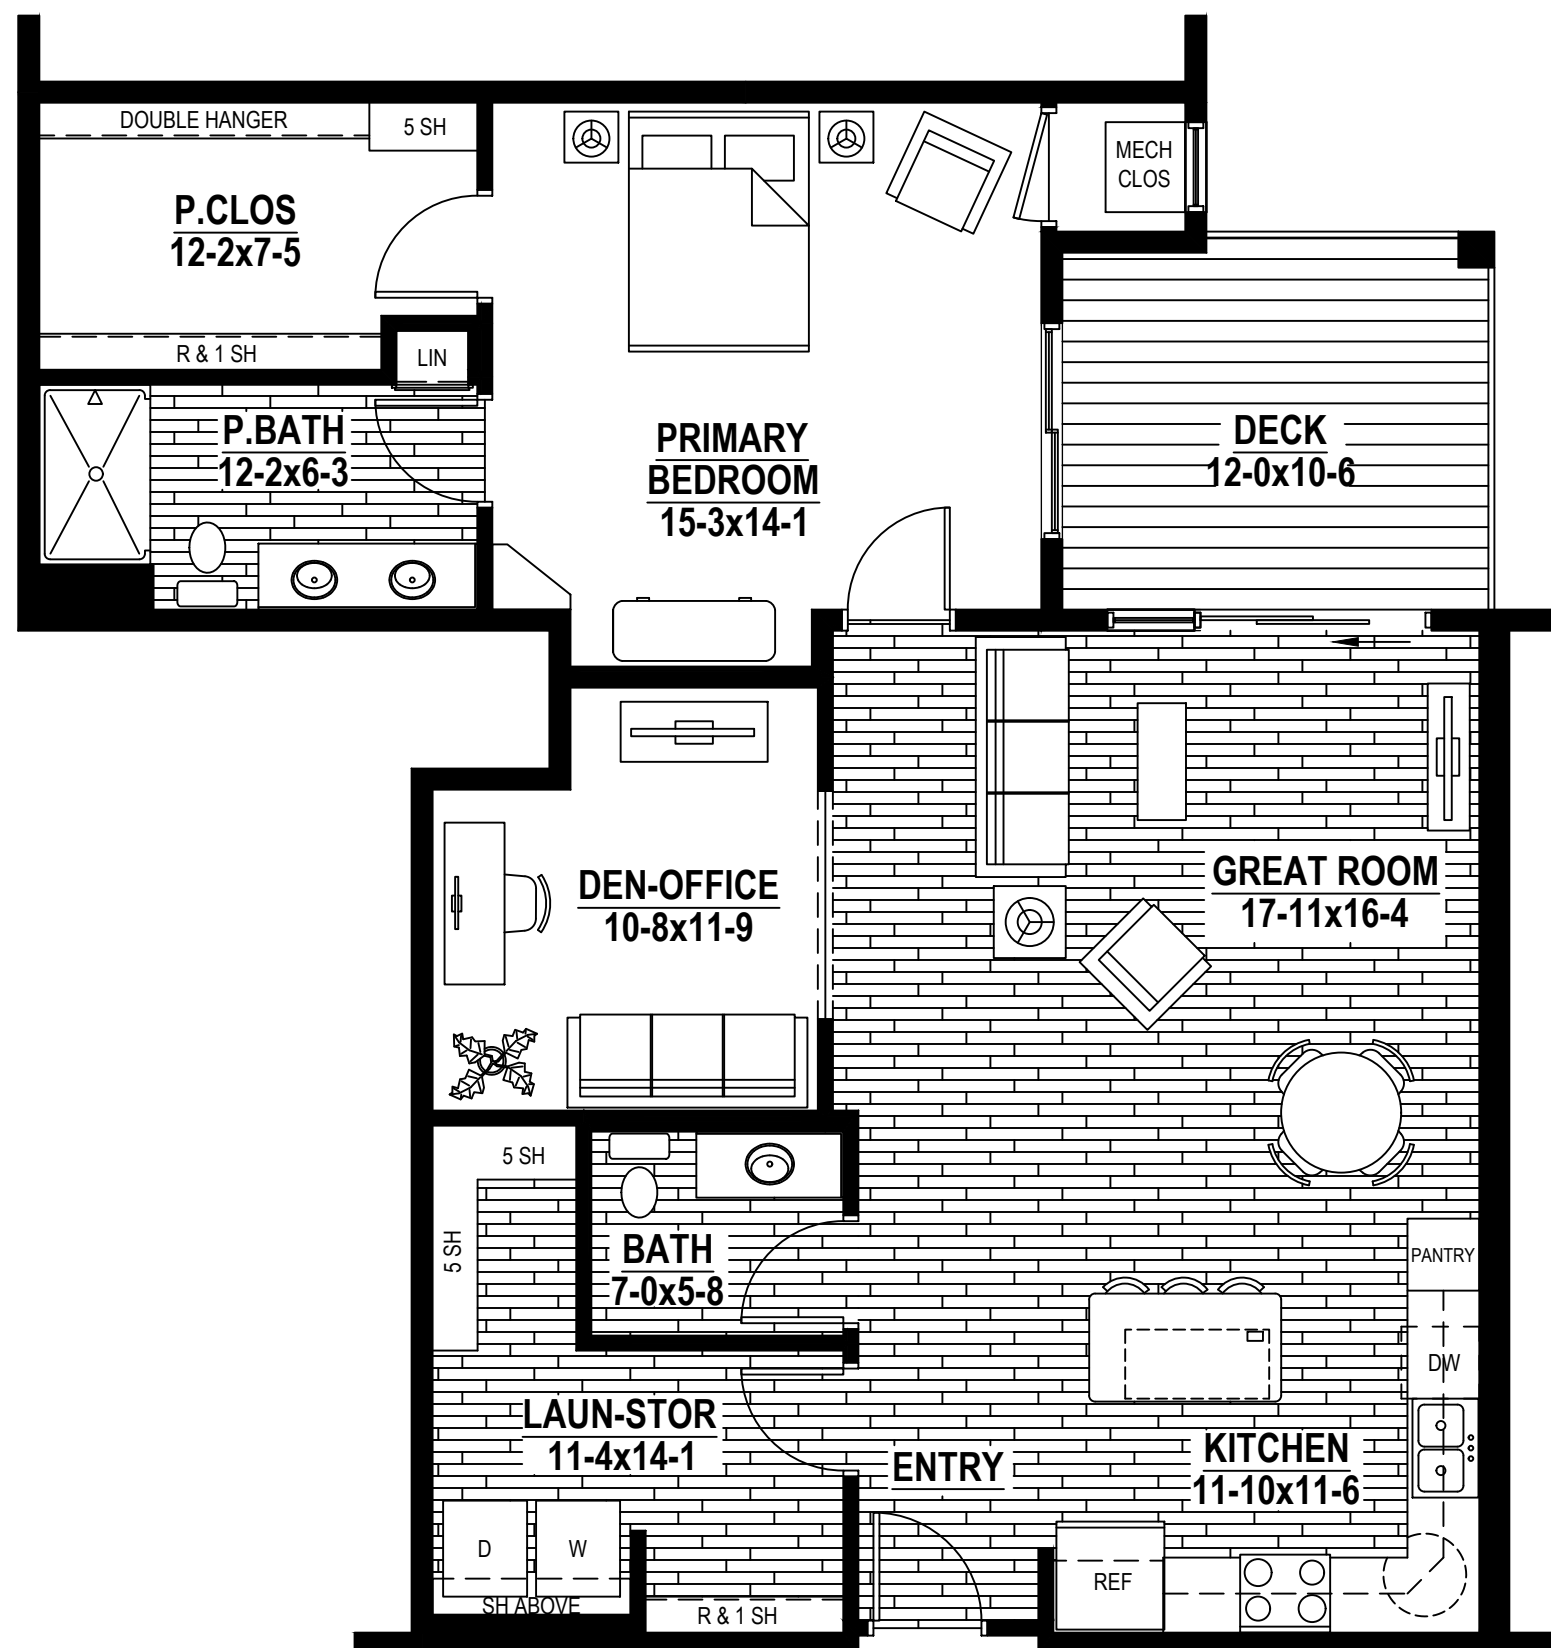 DOUBLE HANGER
5 SH
P.CLOS
12-2x7-5
R & 1 SH
LIN
MECH
CLOS
P.BATH
12-2x6-3
PRIMARY
BEDROOM
15-3x14-1
DECK
12-0x10-6
DEN-OFFICE
10-8x11-9
GREAT ROOM
17-11x16-4
5 SH
5 SH
BATH
7-0x5-8
PANTRY
DW
LAUN-STOR
11-4x14-1
ENTRY
KITCHEN
11-10x11-6
D
W
SH ABOVE
R & 1 SH
REF